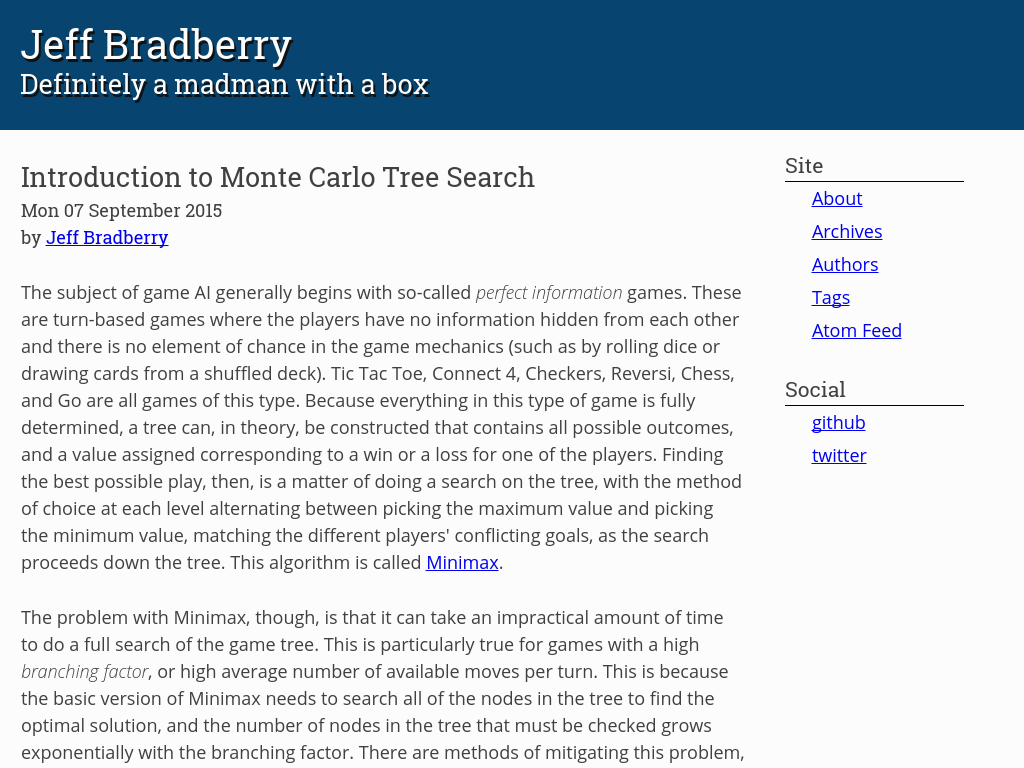 Jeff Bradberry
Definitely a madman with a box
Introduction to Monte Carlo Tree Search
Mon 07 September 2015
by Jeff Bradberry
The subject of game AI generally begins with so-called perfect information games. These
are turn-based games where the players have no information hidden from each other
and there is no element of chance in the game mechanics (such as by rolling dice or
drawing cards from a shuffled deck). Tic Tac Toe, Connect 4, Checkers, Reversi, Chess,
and Go are all games of this type. Because everything in this type of game is fully
determined, a tree can, in theory, be constructed that contains all possible outcomes,
and a value assigned corresponding to a win or a loss for one of the players. Finding
the best possible play, then, is a matter of doing a search on the tree, with the method
of choice at each level alternating between picking the maximum value and picking
the minimum value, matching the different players' conflicting goals, as the search
proceeds down the tree. This algorithm is called Minimax.
The problem with Minimax, though, is that it can take an impractical amount of time
to do a full search of the game tree. This is particularly true for games with a high
branching factor, or high average number of available moves per turn. This is because
the basic version of Minimax needs to search all of the nodes in the tree to find the
optimal solution, and the number of nodes in the tree that must be checked grows
exponentially with the branching factor. There are methods of mitigating this problem,
Site
About
Archives
Authors
Tags
Atom Feed
Social
github
twitter